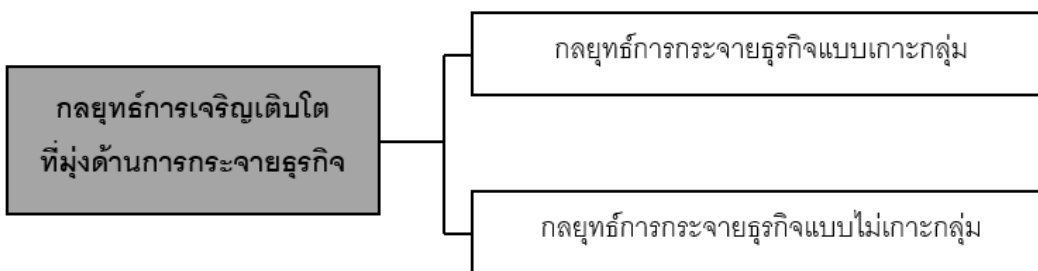 กลยุทธ์การเจริญเติบโต
ที่มุ่งด้านการกระจายธุรกิจ
กลยุทธ์การกระจายธุรกิจแบบเกาะกลุ่ม
กลยุทธ์การกระจายธุรกิจแบบไม่เกาะกลุ่ม